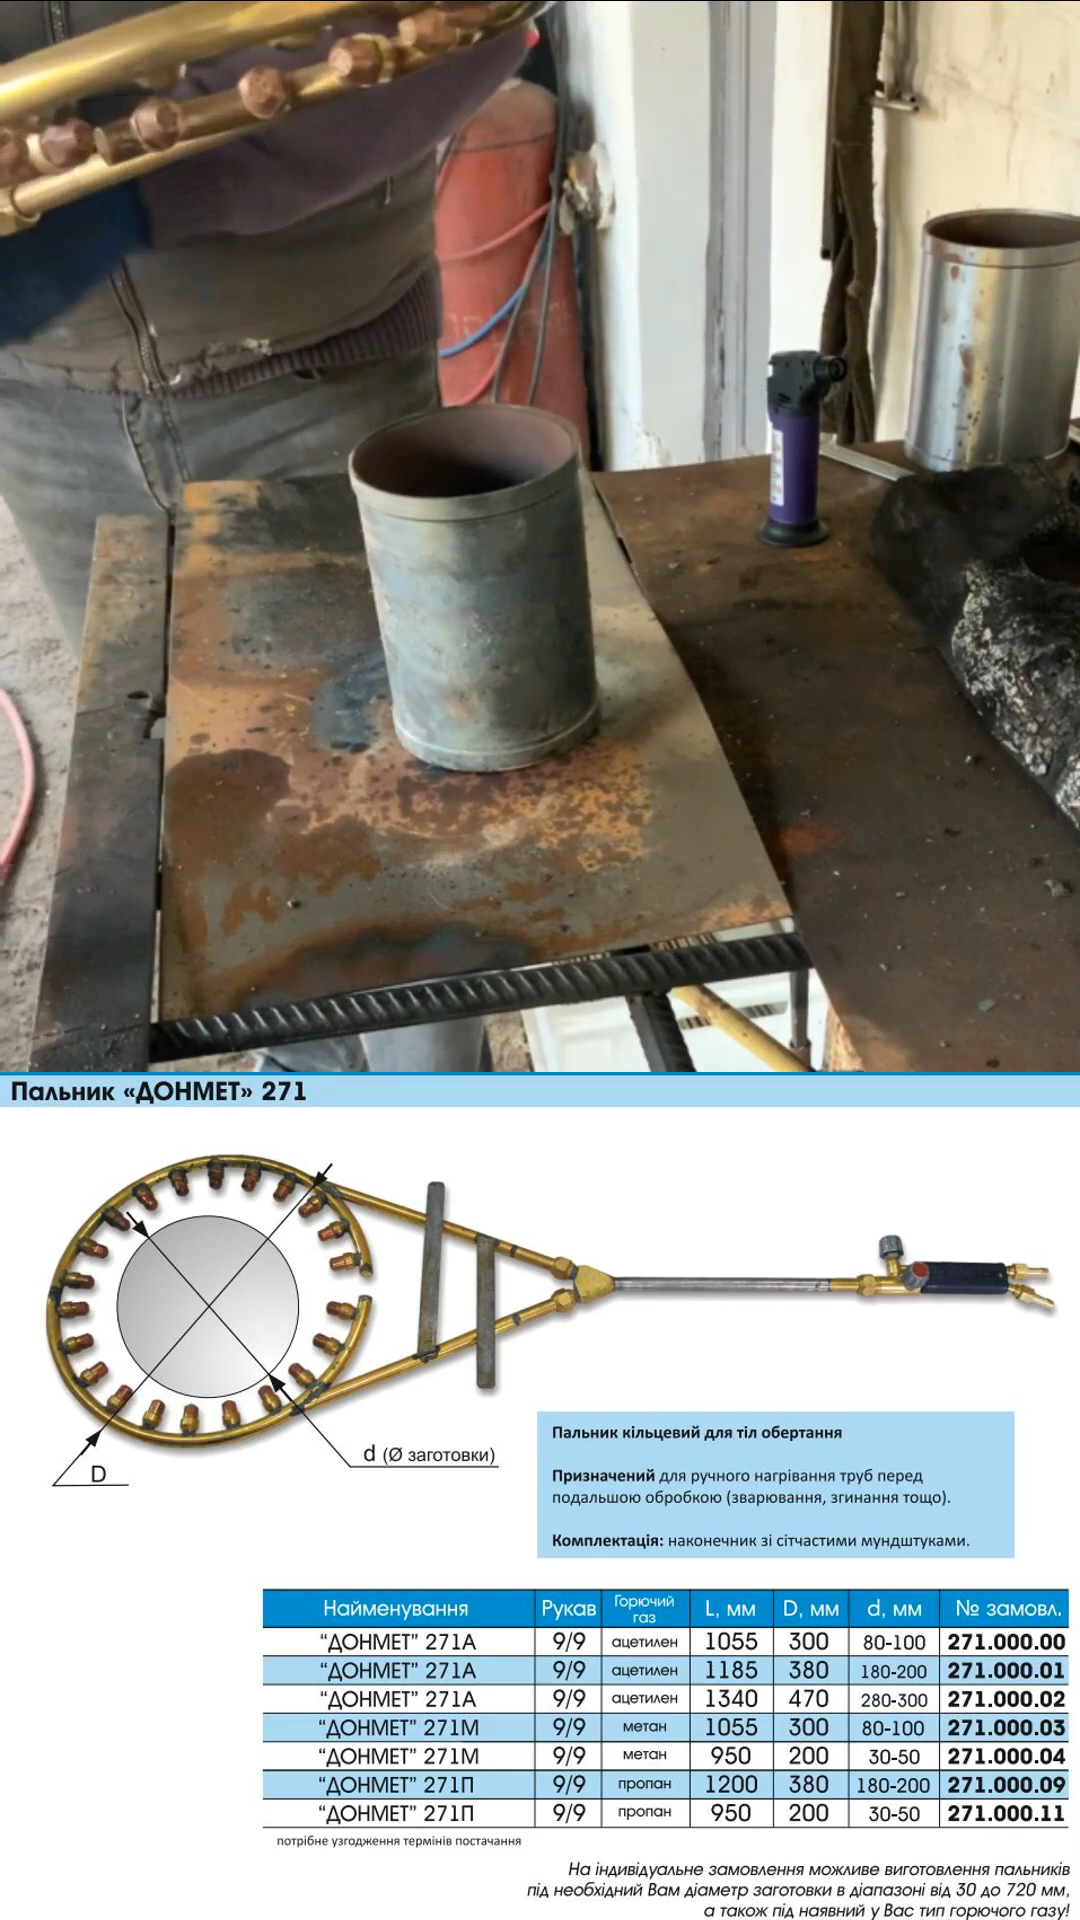 Пальник «ДОНМЕТ» 271
D
d (Ø заготовки)
Пальник кільцевий для тіл обертання
Призначений для ручного нагрівання труб перед
подальшою обробкою (зварювання, згинання тощо).
Комплектація: наконечник зі сітчастими мундштуками.
Найменування Рукав Горючий газ L, мм D, мм d, мм № замовл.
“ДОНМЕТ” 271А 9/9 ацетилен 1055 300 80-100 271.000.00
“ДОНМЕТ” 271А 9/9 ацетилен 1185 380 180-200 271.000.01
“ДОНМЕТ” 271А 9/9 ацетилен 1340 470 280-300 271.000.02
“ДОНМЕТ” 271М 9/9 метан 1055 300 80-100 271.000.03
“ДОНМЕТ” 271М 9/9 метан 950 200 30-50 271.000.04
“ДОНМЕТ” 271П 9/9 пропан 1200 380 180-200 271.000.09
“ДОНМЕТ” 271П 9/9 пропан 950 200 30-50 271.000.11
потрібне узгодження термінів постачання
На індивідуальне замовлення можливе виготовлення пальників
під необхідний Вам діаметр заготовки в діапазоні від 30 до 720 мм,
а також під наявний у Вас тип горючого газу!